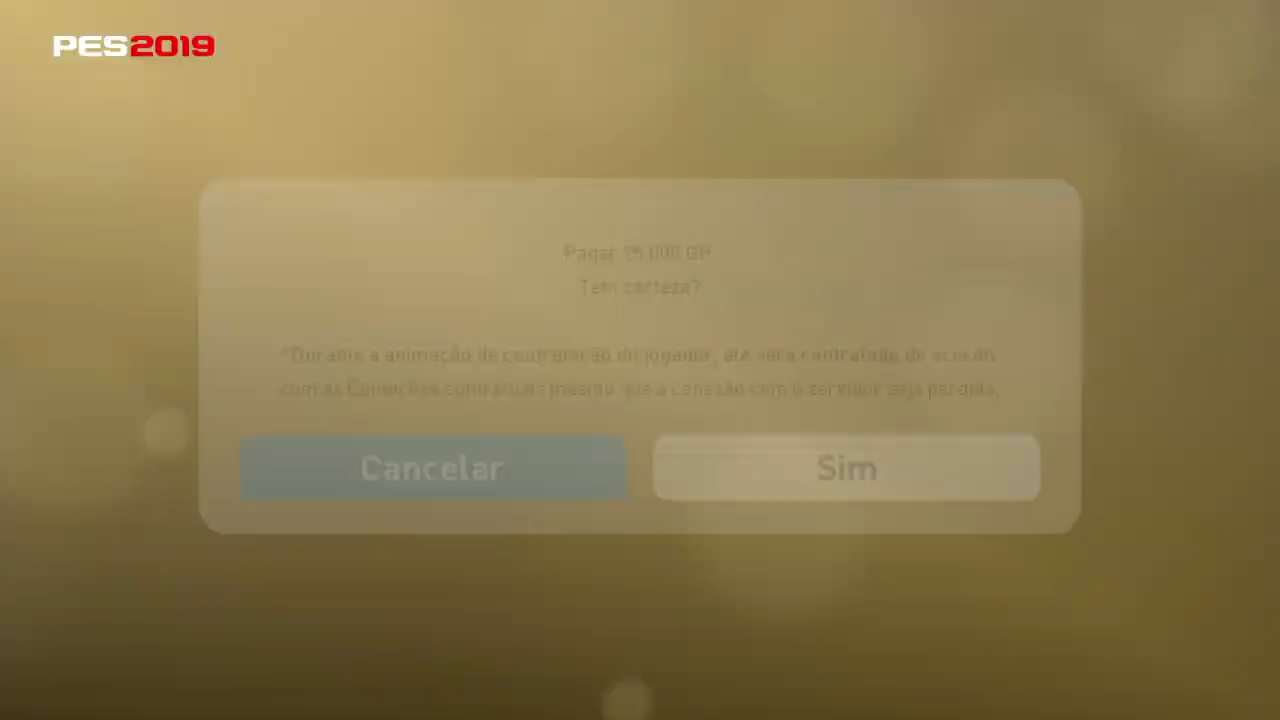 PES2019
Pagar 25 000 GP
Tem certeza?
*Durante a animação de contratação do jogador, ele será contratado de acordo
com as Condições contratuais mesmo que a conexão com o servidor seja perdida.
Cancelar
Sim